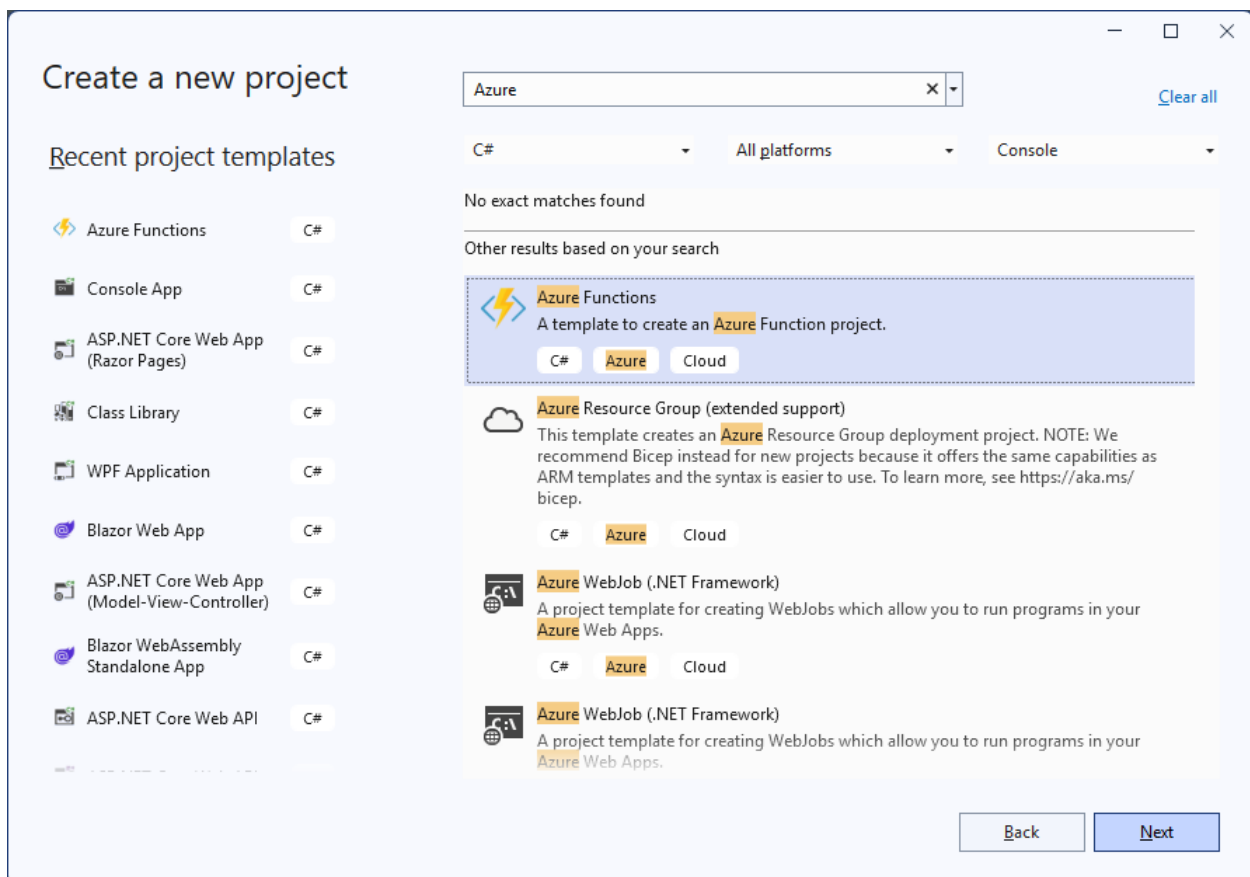 Create a new project
Azure
Clear all
Recent project templates
C#
All platforms
Console
Azure Functions C#
Console App C#
ASP.NET Core Web App
(Razor Pages)
C#
Class Library C#
WPF Application C#
Blazor Web App C#
ASP.NET Core Web App
(Model-View-Controller)
C#
Blazor WebAssembly
Standalone App
C#
ASP.NET Core Web API C#
No exact matches found
Other results based on your search
Azure Functions
A template to create an Azure Function project.
C# Azure Cloud
Azure Resource Group (extended support)
This template creates an Azure Resource Group deployment project. NOTE: We
recommend Bicep instead for new projects because it offers the same capabilities as
ARM templates and the syntax is easier to use. To learn more, see https://aka.ms/
bicep.
C# Azure Cloud
Azure WebJob (.NET Framework)
A project template for creating WebJobs which allow you to run programs in your
Azure Web Apps.
C# Azure Cloud
Azure WebJob (.NET Framework)
A project template for creating WebJobs which allow you to run programs in your
Azure Web Apps.
Back
Next